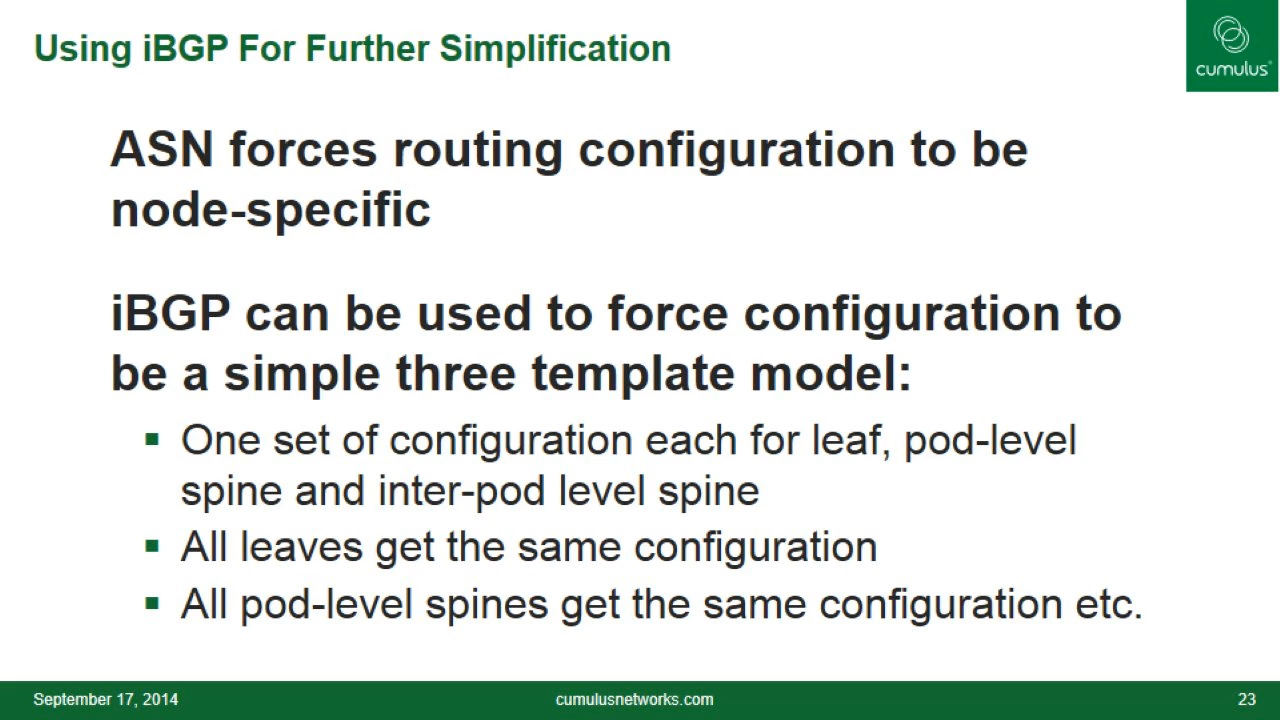 Using iBGP For Further Simplification
cumulus®
ASN forces routing configuration to be
node-specific
iBGP can be used to force configuration to
be a simple three template model:
▪ One set of configuration each for leaf, pod-level
spine and inter-pod level spine
▪ All leaves get the same configuration
▪ All pod-level spines get the same configuration etc.
September 17, 2014
cumulusnetworks.com
23